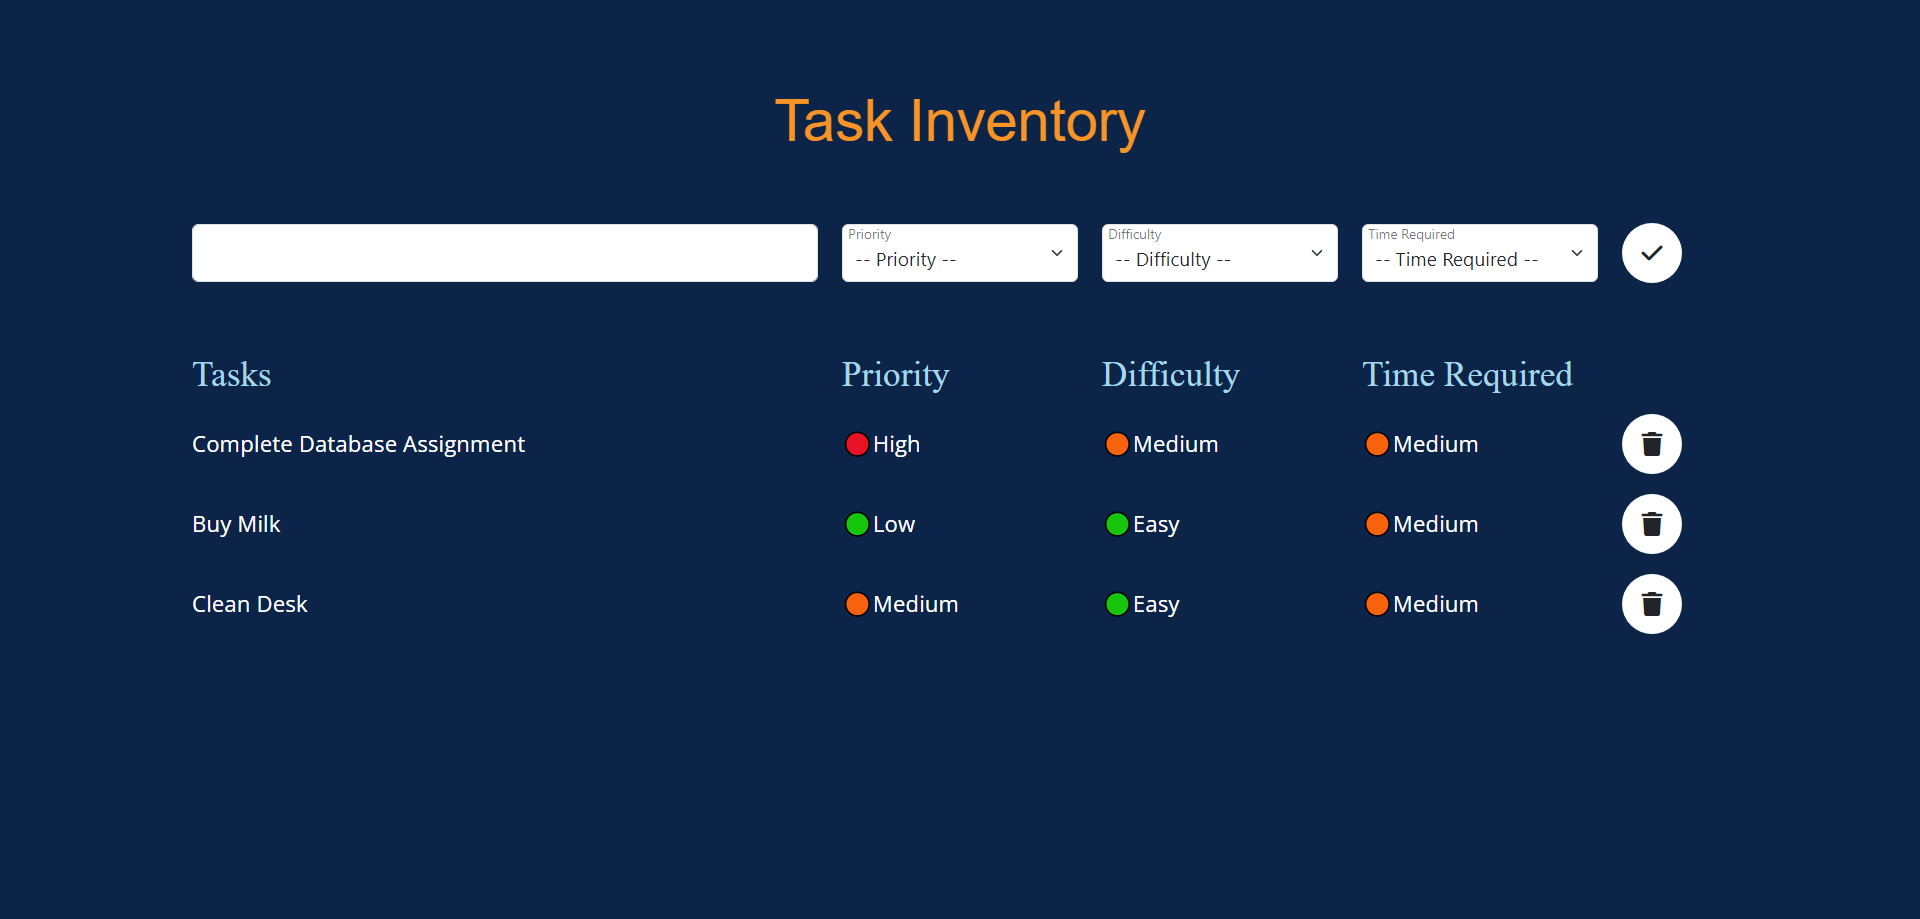 Task Inventory
Priority Difficulty Time Required
-- Priority -- -- Difficulty -- -- Time Required --
Tasks Priority Difficulty Time Required
Complete Database Assignment High Medium Medium
Buy Milk Low Easy Medium
Clean Desk Medium Easy Medium